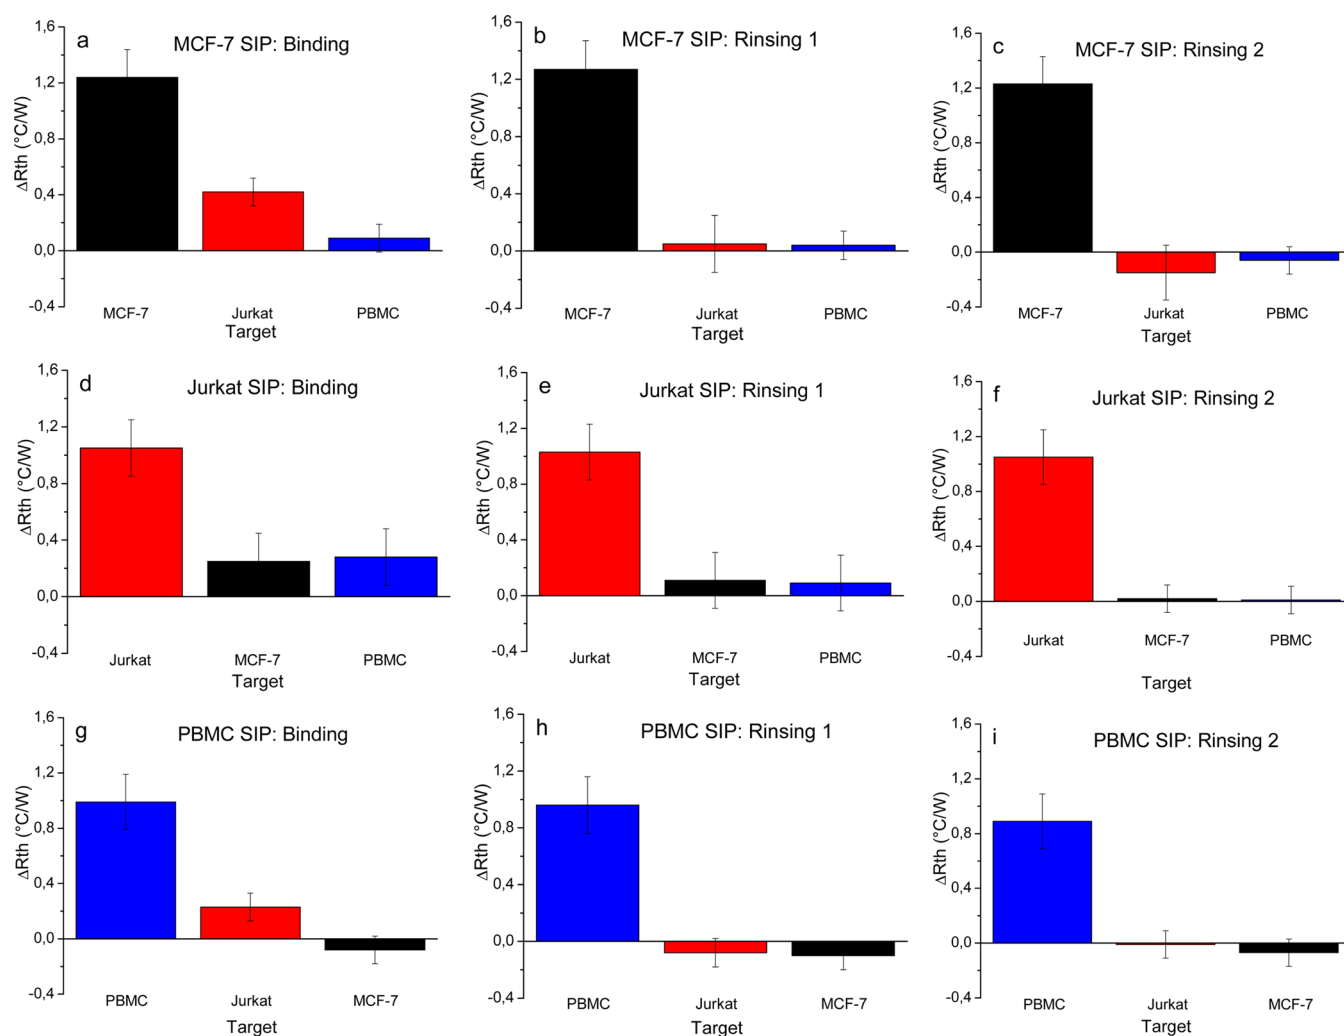 a
MCF-7 SIP: Binding
1,6
1,2
0,8
0,4
0,0
-0,4
ΔRth (°C/W)
MCF-7 Jurkat PBMC
Target
b
MCF-7 SIP: Rinsing 1
1,6
1,2
0,8
0,4
0,0
-0,4
ΔRth (°C/W)
MCF-7 Jurkat PBMC
Target
c
MCF-7 SIP: Rinsing 2
1,6
1,2
0,8
0,4
0,0
-0,4
ΔRth (°C/W)
MCF-7 Jurkat PBMC
Target
d
Jurkat SIP: Binding
1,6
1,2
0,8
0,4
0,0
-0,4
ΔRth (°C/W)
Jurkat MCF-7 PBMC
Target
e
Jurkat SIP: Rinsing 1
1,6
1,2
0,8
0,4
0,0
-0,4
ΔRth (°C/W)
Jurkat MCF-7 PBMC
Target
f
Jurkat SIP: Rinsing 2
1,6
1,2
0,8
0,4
0,0
-0,4
ΔRth (°C/W)
Jurkat MCF-7 PBMC
Target
g
PBMC SIP: Binding
1,6
1,2
0,8
0,4
0,0
-0,4
ΔRth (°C/W)
PBMC Jurkat MCF-7
Target
h
PBMC SIP: Rinsing 1
1,6
1,2
0,8
0,4
0,0
-0,4
ΔRth (°C/W)
PBMC Jurkat MCF-7
Target
i
PBMC SIP: Rinsing 2
1,6
1,2
0,8
0,4
0,0
-0,4
ΔRth (°C/W)
PBMC Jurkat MCF-7
Target